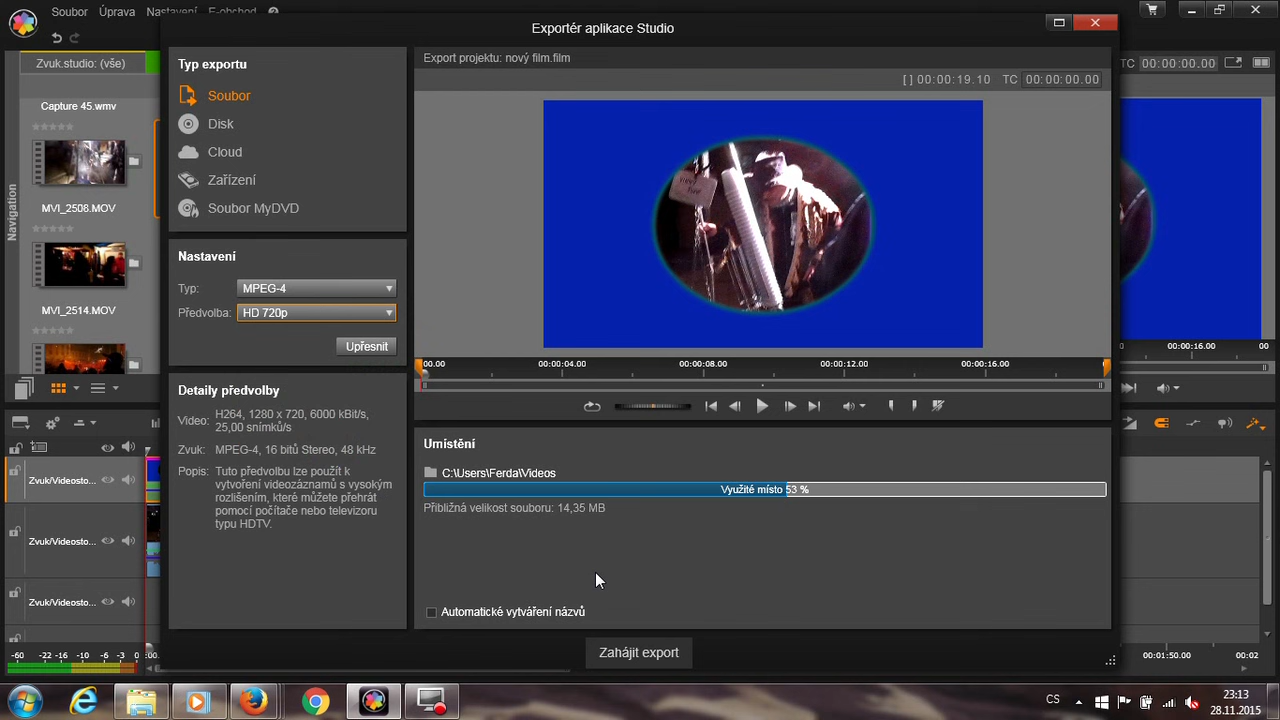 Soubor Úprava Nastavení E-obchod ?
Exportér aplikace Studio
Zvuk.studio: (vše)
Capture 45.wmv
MVI_2508.MOV
MVI_2514.MOV
Navigation
Typ exportu
Soubor
Disk
Cloud
Zařízení
Soubor MyDVD
Nastavení
Typ: MPEG-4
Předvolba: HD 720p
Upřesnit
Detaily předvolby
Video: H264, 1280 x 720, 6000 kBit/s,
25,00 snímků/s
Zvuk: MPEG-4, 16 bitů Stereo, 48 kHz
Popis: Tuto předvolbu lze použít k
vytvoření videozáznamů s vysokým
rozlišením, které můžete přehrát
pomocí počítače nebo televizoru
typu HDTV.
Export projektu: nový film.film
[ ] 00:00:19.10 TC 00:00:00.00
TC 00:00:00.00
00.00 00:00:04.00 00:00:08.00 00:00:12.00 00:00:16.00
00:00:16.00 00
Umístění
C:\Users\Ferda\Videos
Využité místo 53 %
Přibližná velikost souboru: 14,35 MB
Automatické vytváření názvů
Zahájit export
Zvuk/Videosto...
Zvuk/Videosto...
Zvuk/Videosto...
-60 -22 -16 -12 -6 -3 0
00:01:50.00 00:02
CS
23:13
28.11.2015